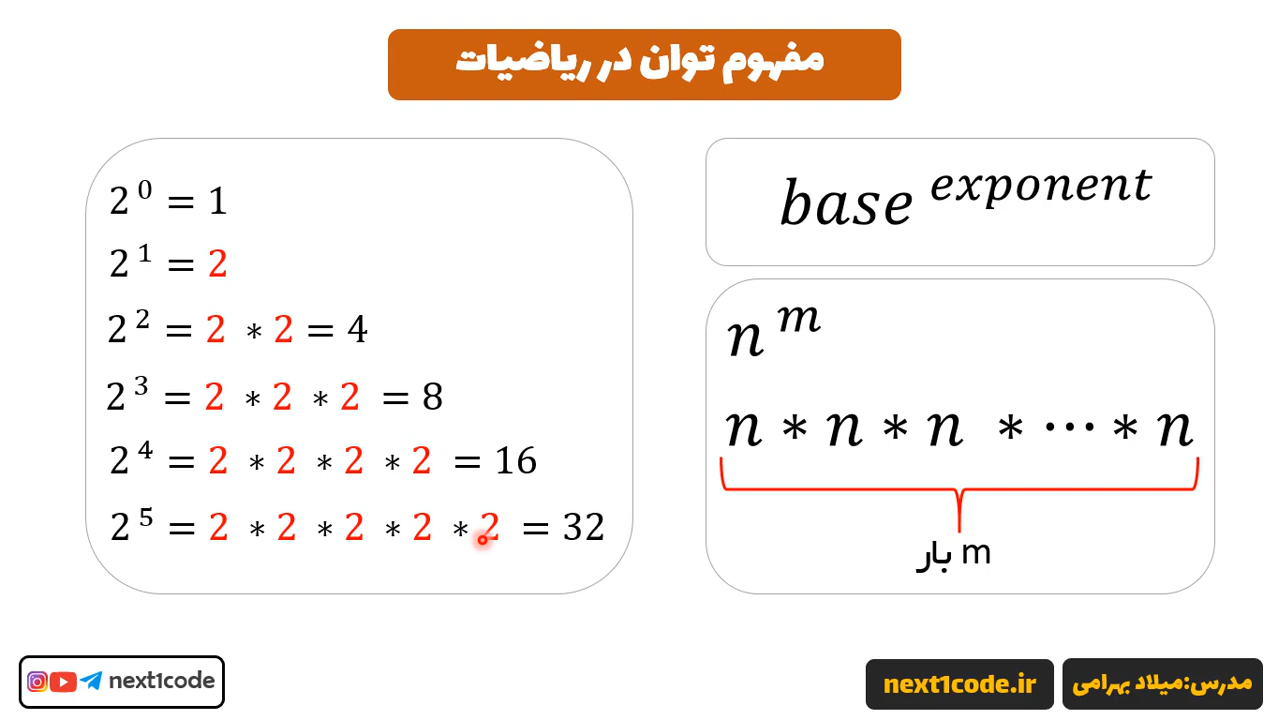 مفهوم توان در ریاضیات
2^0 = 1
2^1 = 2
2^2 = 2 * 2 = 4
2^3 = 2 * 2 * 2 = 8
2^4 = 2 * 2 * 2 * 2 = 16
2^5 = 2 * 2 * 2 * 2 * 2 = 32
base^exponent
n^m
n * n * n * ⋯ * n
m بار
next1code
next1code.ir
مدرس:میلاد بهرامی